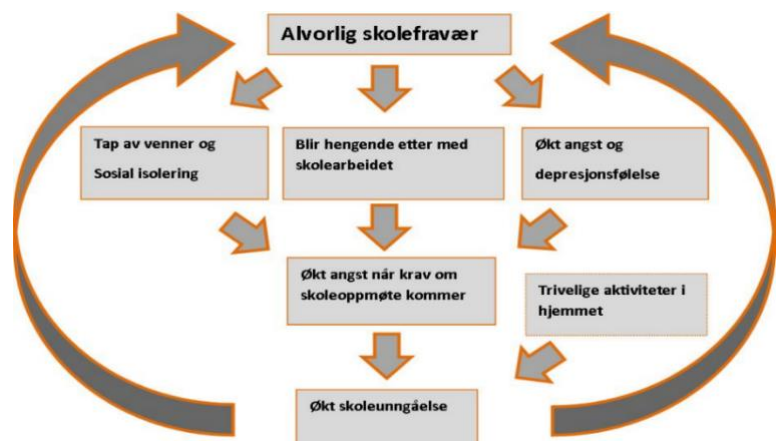 Alvorlig skolefravær
Tap av venner og
Sosial isolering
Blir hengende etter med
skolearbeidet
Økt angst og
depresjonsfølelse
Økt angst når krav om
skoleoppmøte kommer
Trivelige aktiviteter i
hjemmet
Økt skoleunngåelse